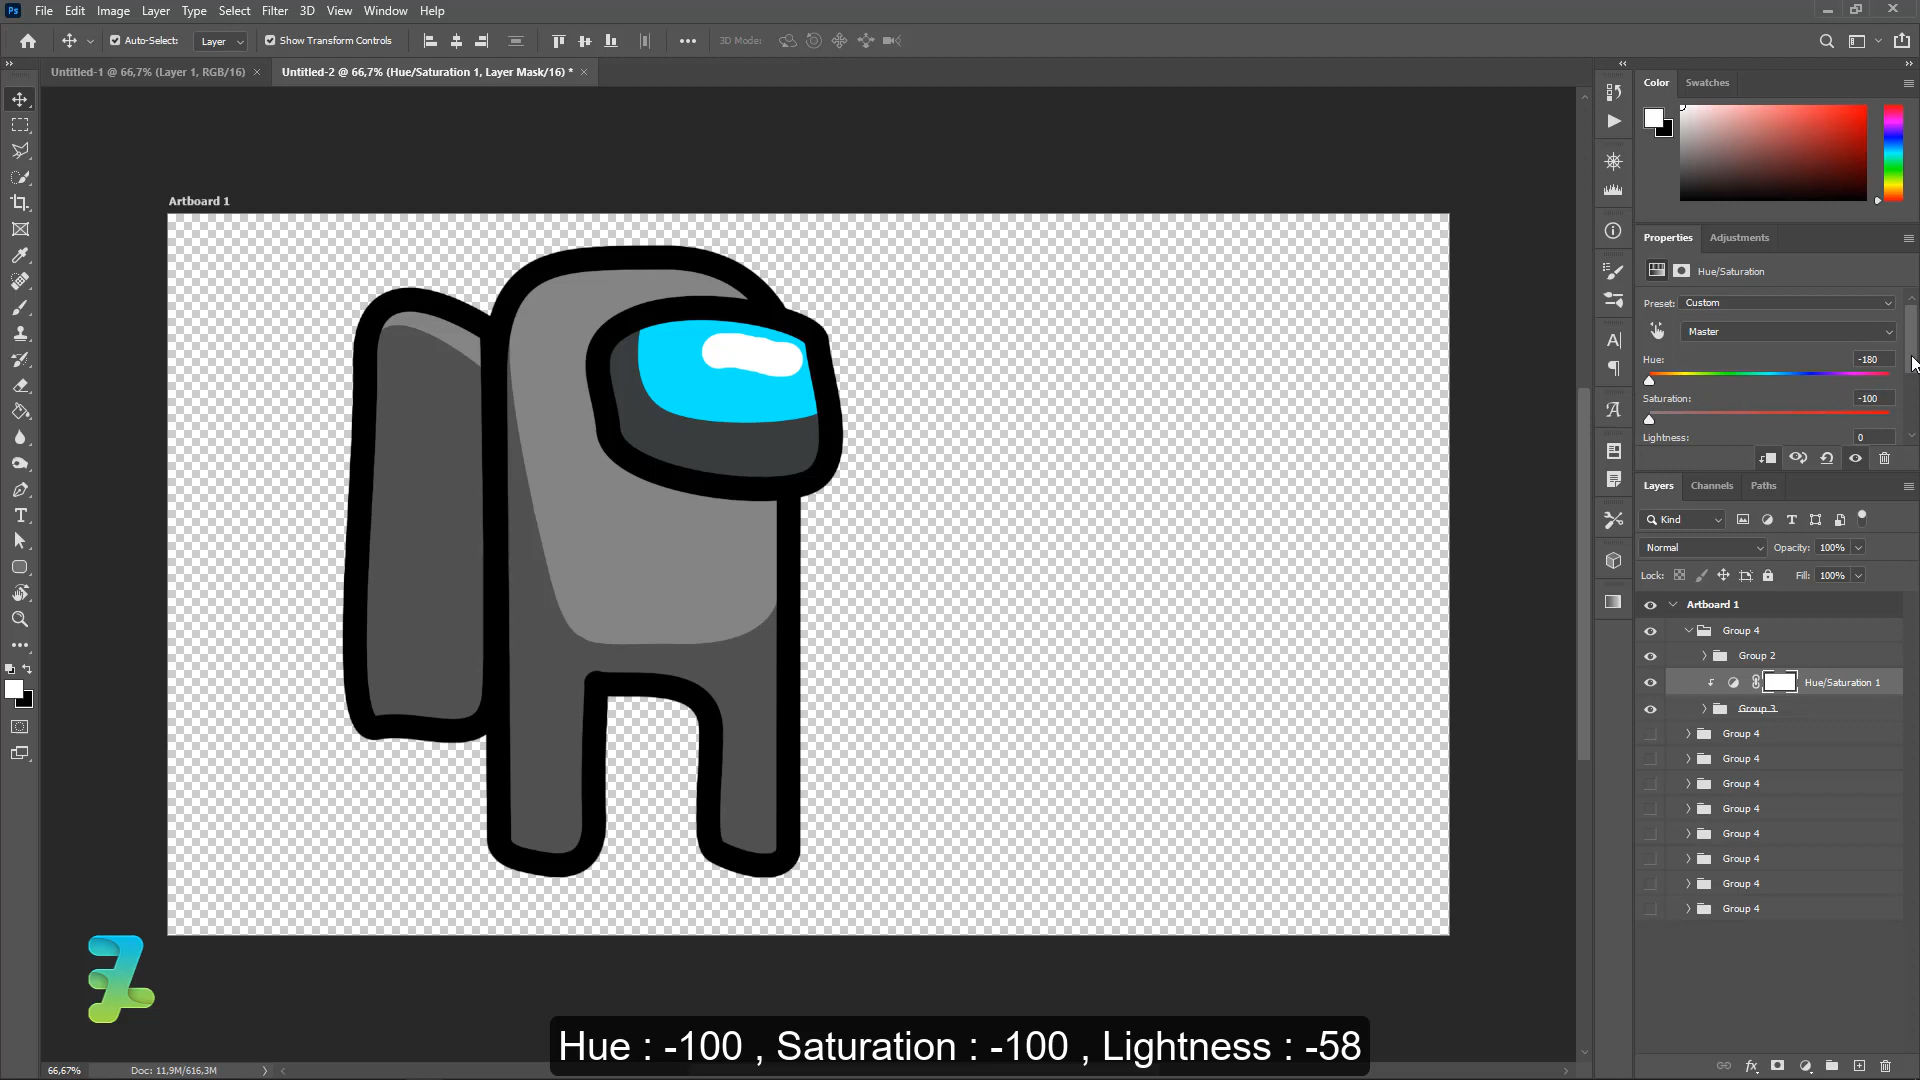 Ps File Edit Image Layer Type Select Filter 3D View Window Help
Auto-Select: Layer Show Transform Controls 3D Mode:
Untitled-1 @ 66,7% (Layer 1, RGB/16) × Untitled-2 @ 66,7% (Hue/Saturation 1, Layer Mask/16) * ×
Color Swatches
Artboard 1
Properties Adjustments
Hue/Saturation
Preset: Custom
Master
Hue: -180
Saturation: -100
Lightness: 0
Layers Channels Paths
Kind
Normal Opacity: 100%
Lock: Fill: 100%
Artboard 1
Group 4
Group 2
Hue/Saturation 1
Group 3
Group 4
Group 4
Group 4
Group 4
Group 4
Group 4
Group 4
Group 4
Hue : -100 , Saturation : -100 , Lightness : -58
66,67% Doc: 11,9M/616,3M